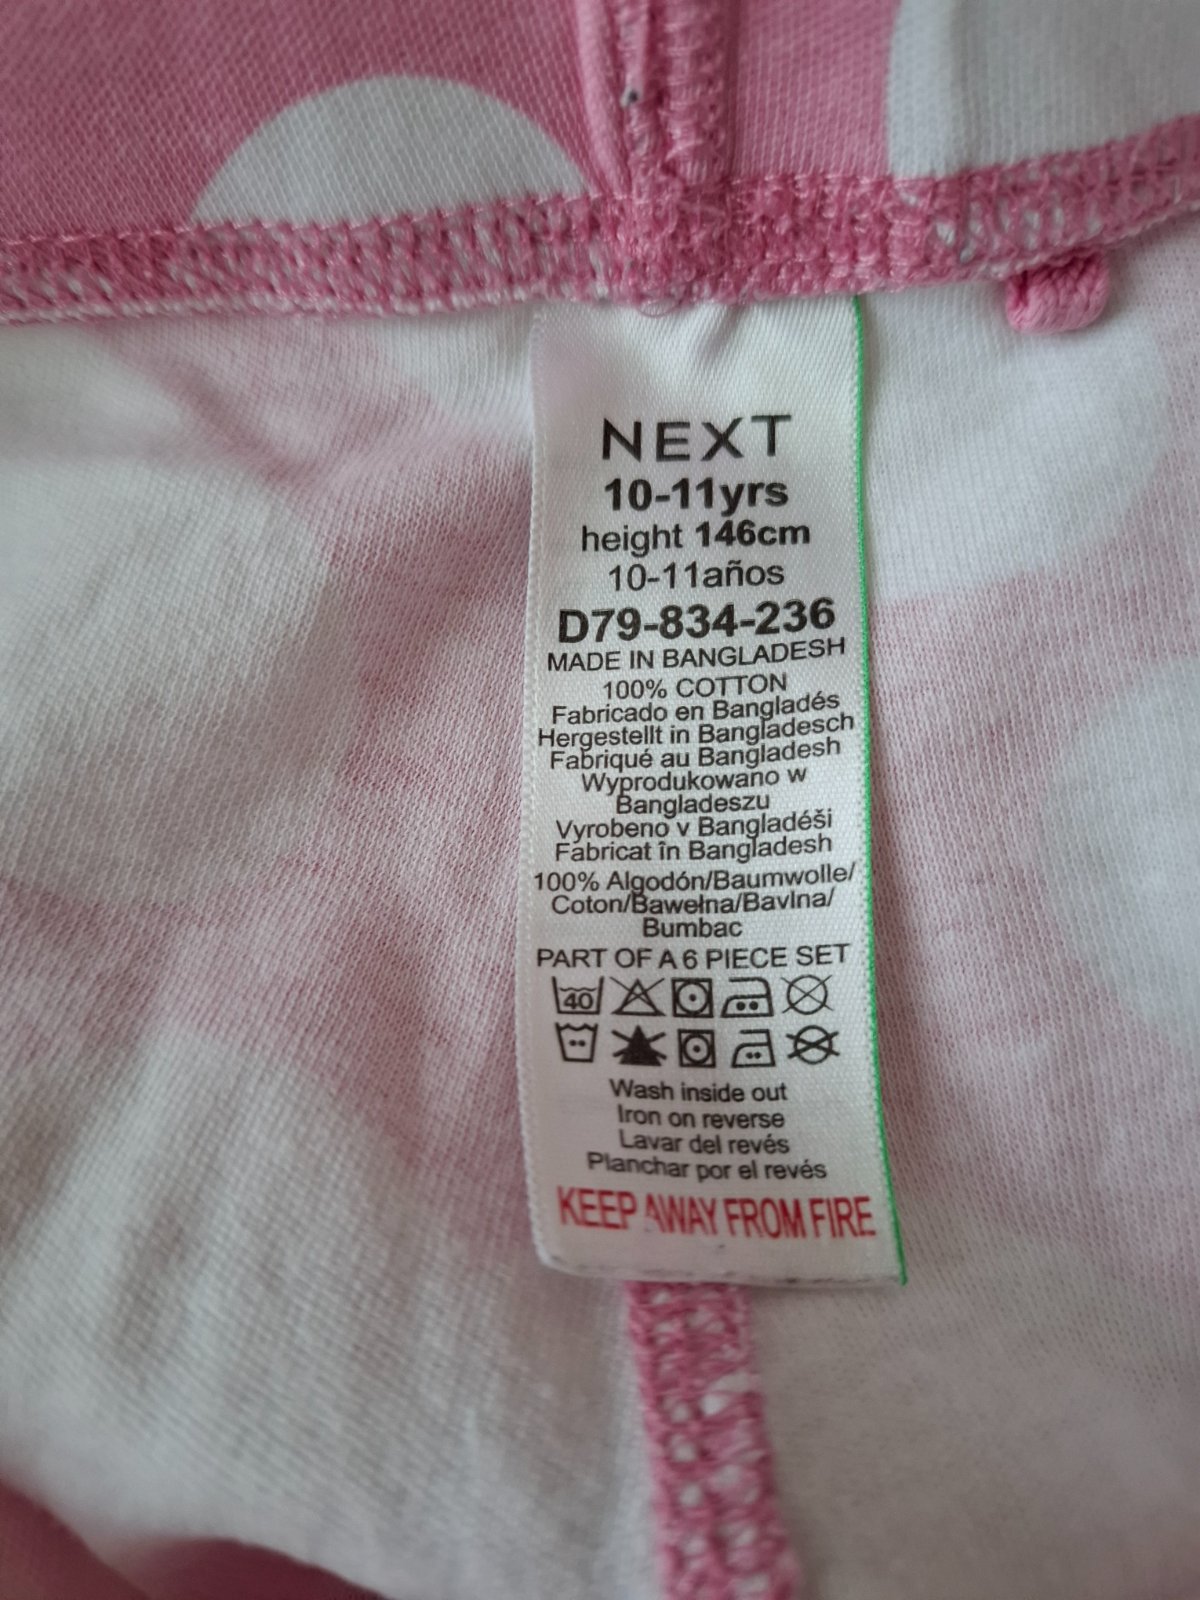 NEXT
10-11yrs
height 146cm
10-11años
D79-834-236
MADE IN BANGLADESH
100% COTTON
Fabricado en Bangladés
Hergestellt in Bangladesch
Fabriqué au Bangladesh
Wyprodukowano w
Bangladeszu
Vyrobeno v Bangladéši
Fabricat în Bangladesh
100% Algodón/Baumwolle/
Coton/Bawełna/Bavlna/
Bumbac
PART OF A 6 PIECE SET
40
Wash inside out
Iron on reverse
Lavar del revés
Planchar por el revés
KEEP AWAY FROM FIRE